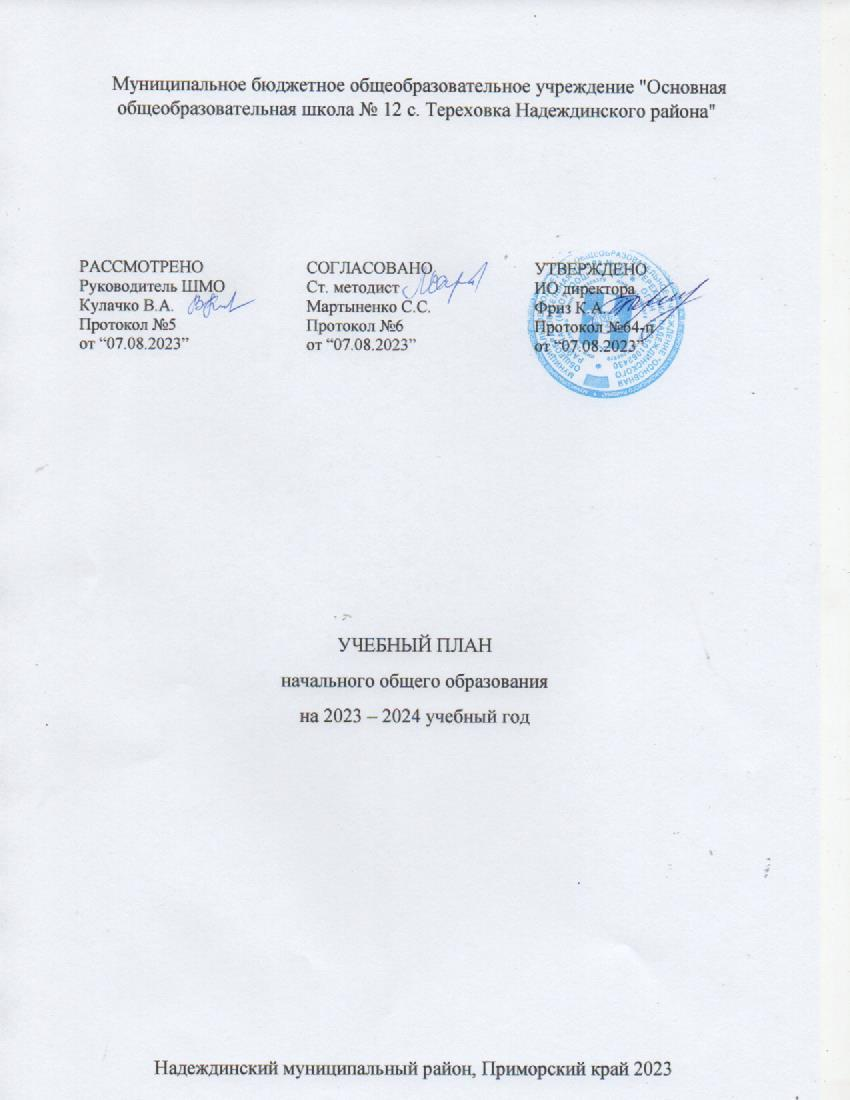 Муниципальное бюджетное общеобразовательное учреждение "Основная
общеобразовательная школа № 12 с. Тереховка Надеждинского района"
РАССМОТРЕНО
Руководитель ШМО
Кулачко В.А.
Протокол №5
от “07.08.2023”
СОГЛАСОВАНО
Ст. методист
Мартыненко С.С.
Протокол №6
от “07.08.2023”
УТВЕРЖДЕНО
ИО директора
Фриз К.А.
Протокол №64-п
от “07.08.2023”
УЧЕБНЫЙ ПЛАН
начального общего образования
на 2023 – 2024 учебный год
Надеждинский муниципальный район, Приморский край 2023